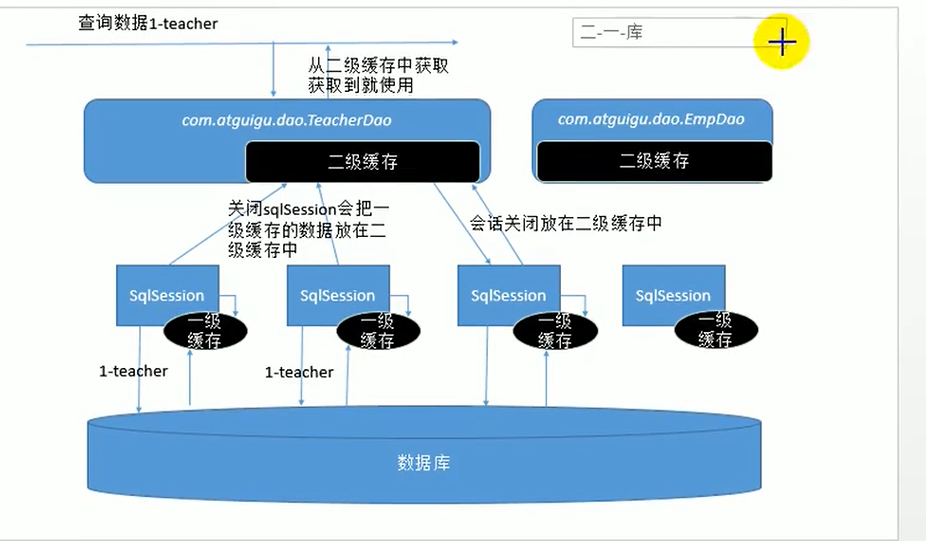 查询数据1-teacher
二-一-库
从二级缓存中获取
获取到就使用
com.atguigu.dao.TeacherDao
com.atguigu.dao.EmpDao
二级缓存
二级缓存
关闭sqlSession会把一
级缓存的数据放在二
级缓存中
会话关闭放在二级缓存中
SqlSession
SqlSession
SqlSession
SqlSession
一级
缓存
一级
缓存
一级
缓存
一级
缓存
1-teacher
1-teacher
数据库